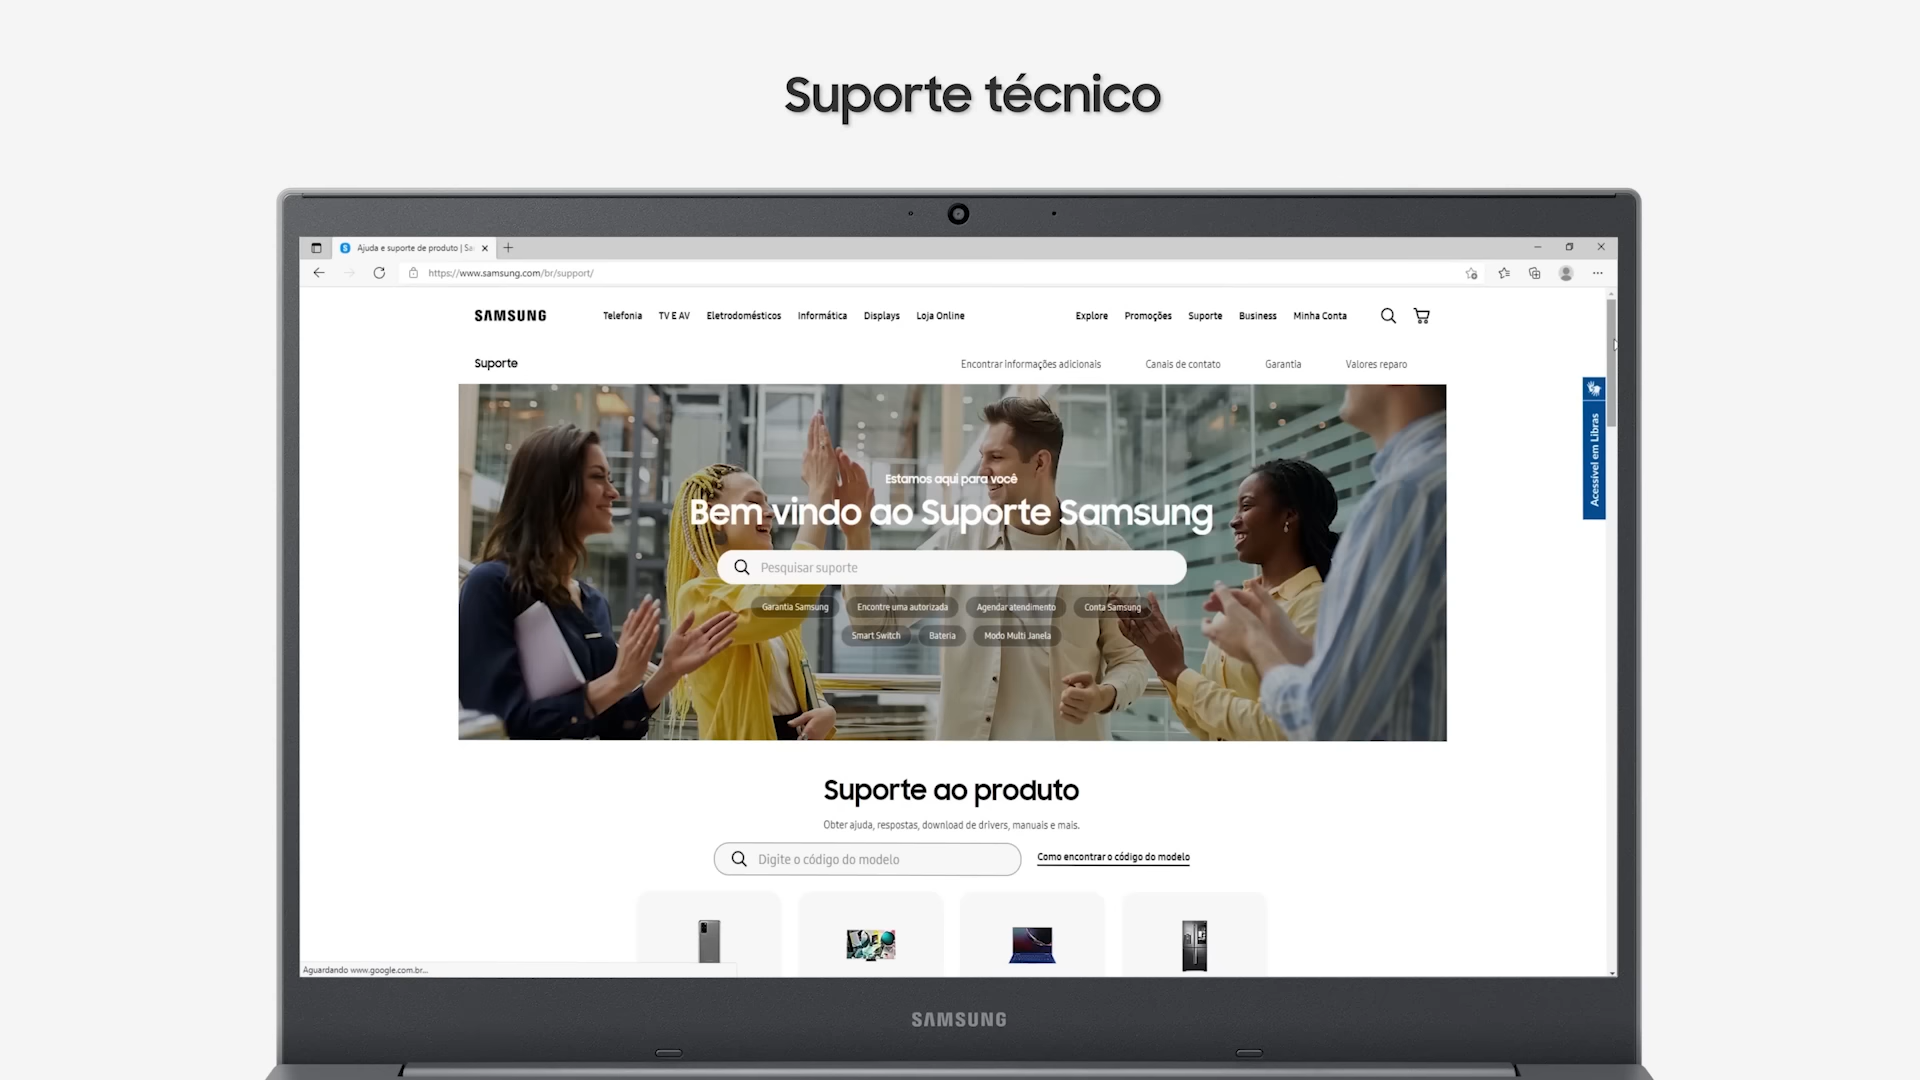 Suporte técnico
Ajuda e suporte de produto | Sa
https://www.samsung.com/br/support/
SAMSUNG Telefonia TV E AV Eletrodomésticos Informática Displays Loja Online Explore Promoções Suporte Business Minha Conta
Suporte Encontrar informações adicionais Canais de contato Garantia Valores reparo
Acessível em Libras
Estamos aqui para você
Bem vindo ao Suporte Samsung
Pesquisar suporte
Garantia Samsung Encontre uma autorizada Agendar atendimento Conta Samsung
Smart Switch Bateria Modo Multi Janela
Suporte ao produto
Obter ajuda, respostas, download de drivers, manuais e mais.
Digite o código do modelo Como encontrar o código do modelo
Aguardando www.google.com.br...
SAMSUNG